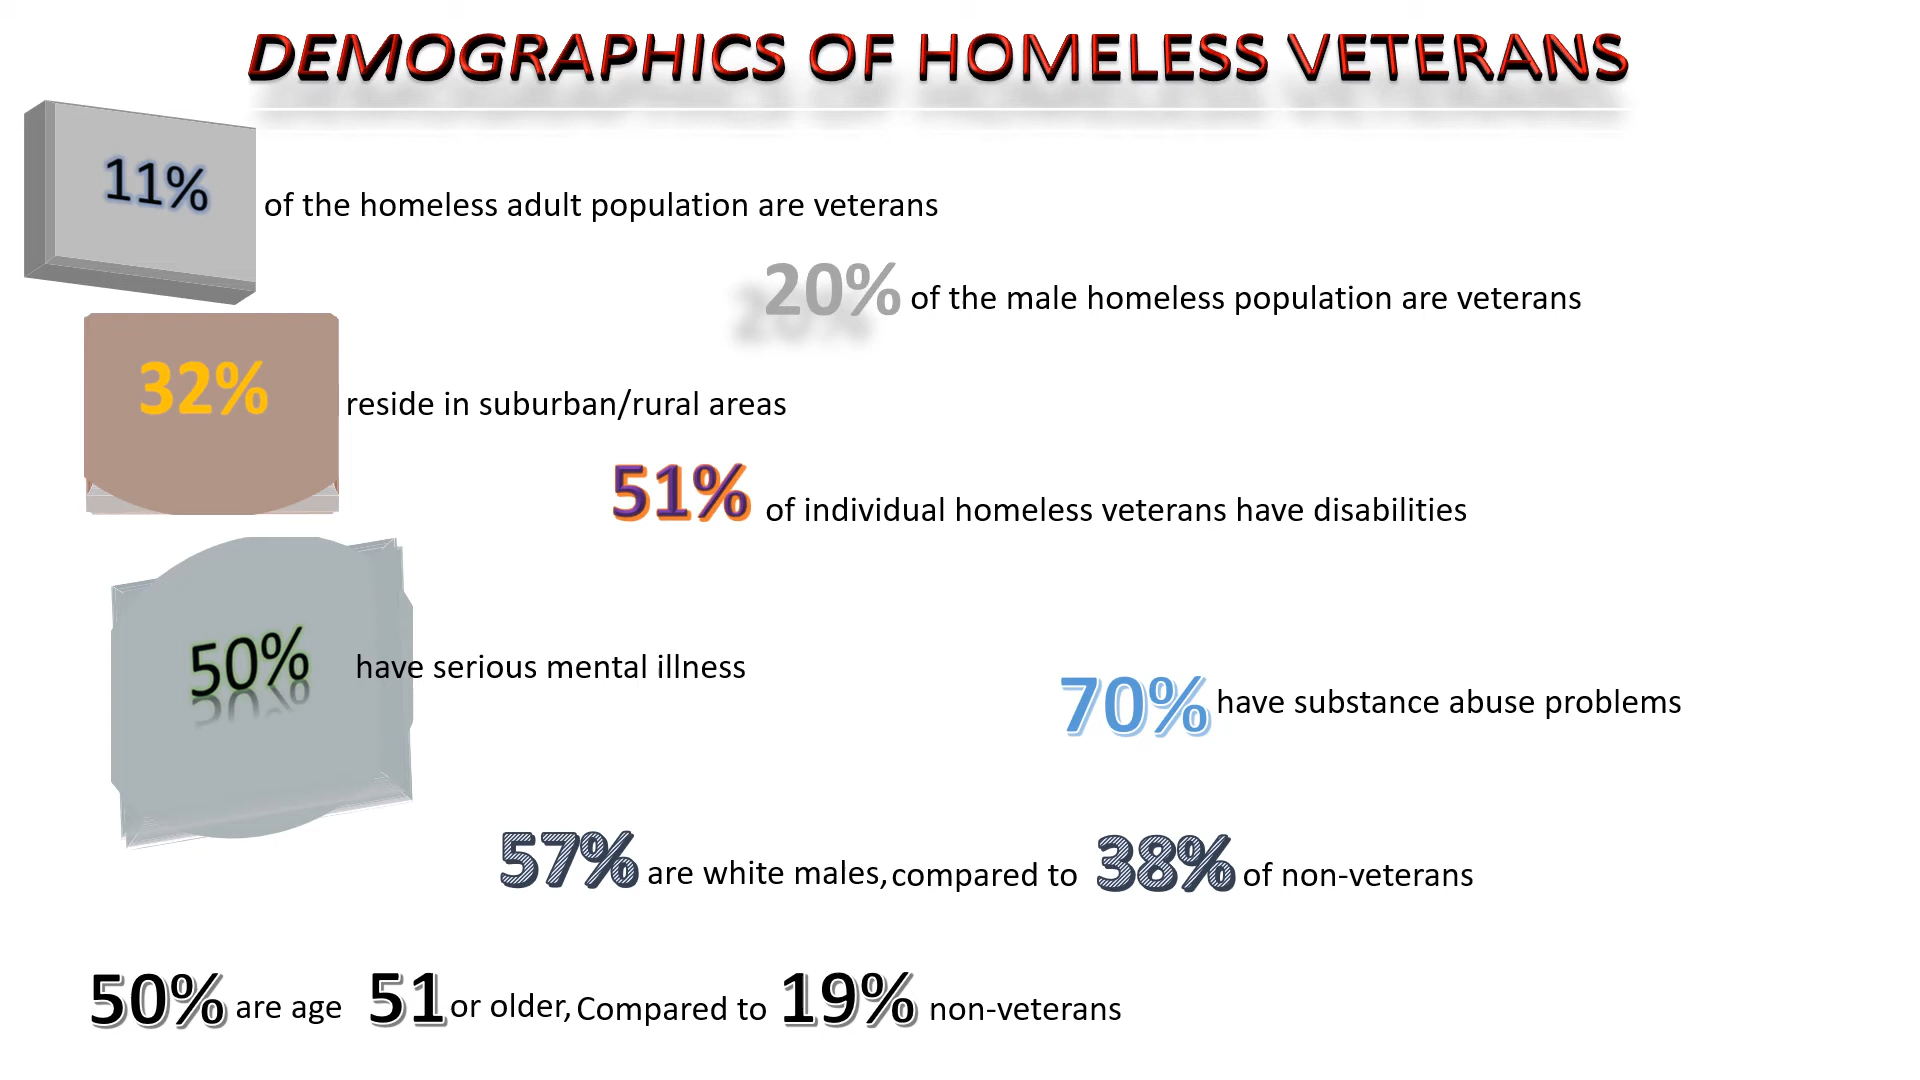 DEMOGRAPHICS OF HOMELESS VETERANS
11% of the homeless adult population are veterans
20% of the male homeless population are veterans
32% reside in suburban/rural areas
51% of individual homeless veterans have disabilities
50% have serious mental illness
70% have substance abuse problems
57% are white males, compared to 38% of non-veterans
50% are age 51 or older, Compared to 19% non-veterans